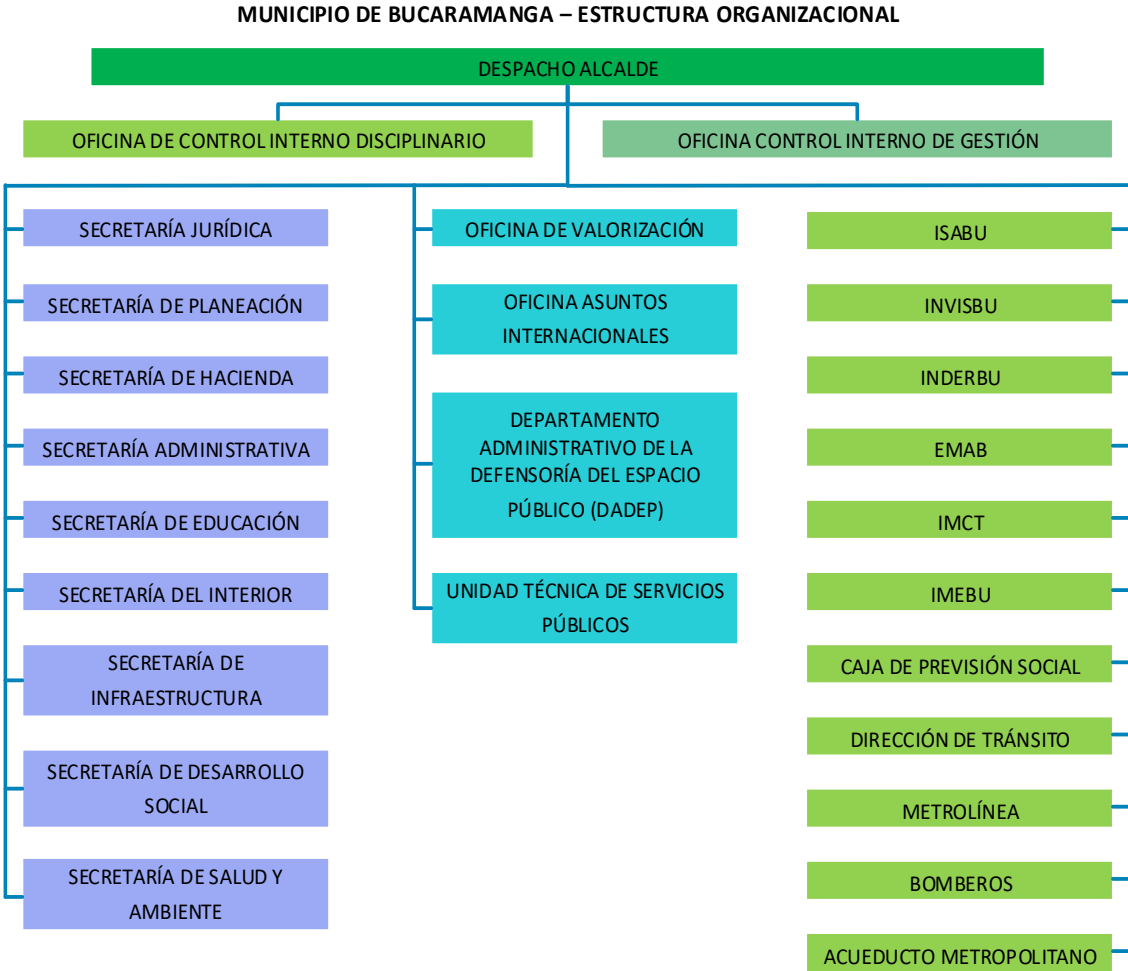 MUNICIPIO DE BUCARAMANGA – ESTRUCTURA ORGANIZACIONAL
DESPACHO ALCALDE
OFICINA DE CONTROL INTERNO DISCIPLINARIO
OFICINA CONTROL INTERNO DE GESTIÓN
SECRETARÍA JURÍDICA
SECRETARÍA DE PLANEACIÓN
SECRETARÍA DE HACIENDA
SECRETARÍA ADMINISTRATIVA
SECRETARÍA DE EDUCACIÓN
SECRETARÍA DEL INTERIOR
SECRETARÍA DE
INFRAESTRUCTURA
SECRETARÍA DE DESARROLLO
SOCIAL
SECRETARÍA DE SALUD Y
AMBIENTE
OFICINA DE VALORIZACIÓN
OFICINA ASUNTOS
INTERNACIONALES
DEPARTAMENTO
ADMINISTRATIVO DE LA
DEFENSORÍA DEL ESPACIO
PÚBLICO (DADEP)
UNIDAD TÉCNICA DE SERVICIOS
PÚBLICOS
ISABU
INVISBU
INDERBU
EMAB
IMCT
IMEBU
CAJA DE PREVISIÓN SOCIAL
DIRECCIÓN DE TRÁNSITO
METROLÍNEA
BOMBEROS
ACUEDUCTO METROPOLITANO